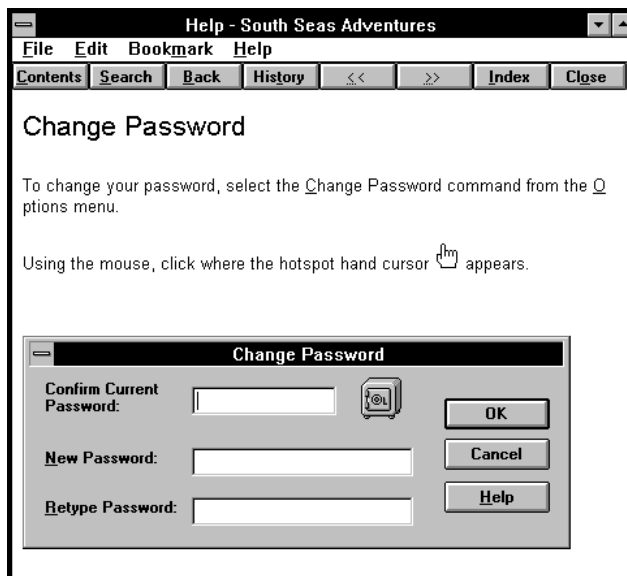 Help - South Seas Adventures
File Edit Bookmark Help
Contents Search Back History << >> Index Close
Change Password
To change your password, select the Change Password command from the O
ptions menu.
Using the mouse, click where the hotspot hand cursor appears.
Change Password
Confirm Current
Password:
OK
New Password:
Cancel
Retype Password:
Help